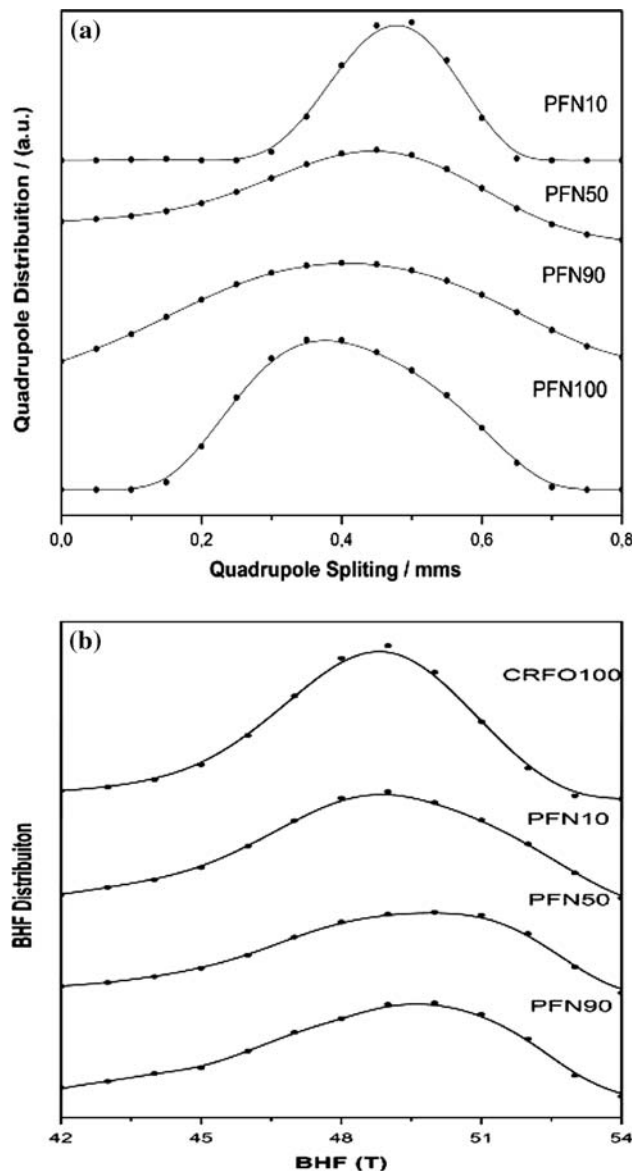 (a)
PFN10
PFN50
PFN90
PFN100
Quadrupole Distribuition / (a.u.)
0,0 0,2 0,4 0,6 0,8
Quadrupole Spliting / mms
(b)
CRFO100
PFN10
PFN50
PFN90
BHF Distribuiton
42 45 48 51 54
BHF (T)